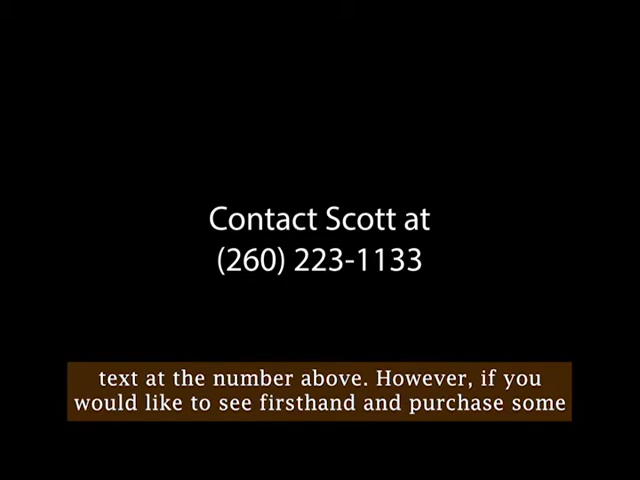 Contact Scott at
(260) 223-1133
text at the number above. However, if you
would like to see firsthand and purchase some